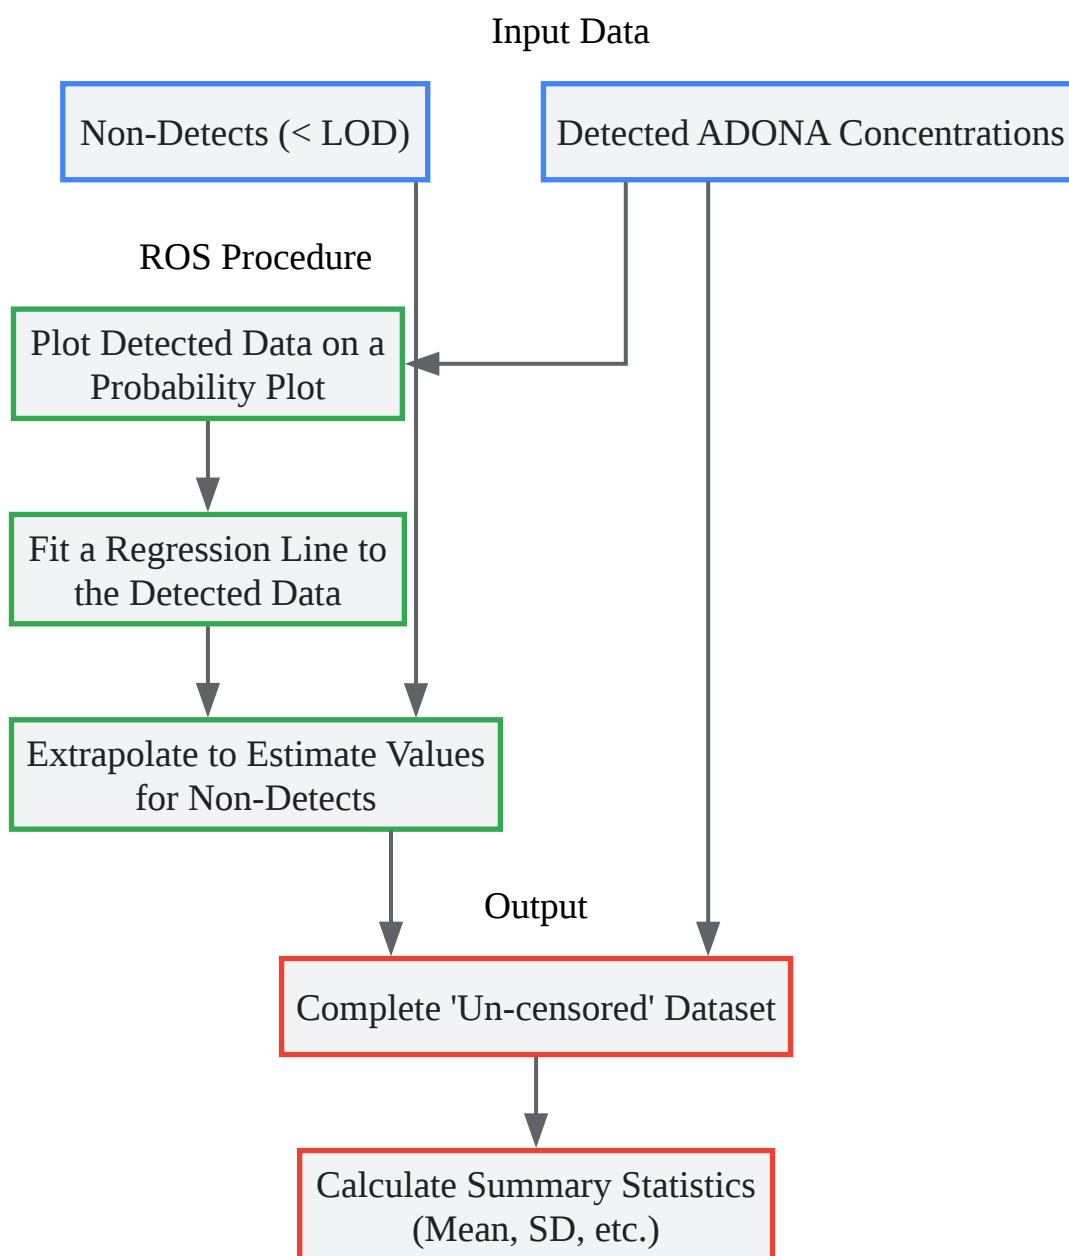 Input Data
Non-Detects (< LOD)
Detected ADONA Concentrations
ROS Procedure
Plot Detected Data on a
Probability Plot
Fit a Regression Line to
the Detected Data
Extrapolate to Estimate Values
for Non-Detects
Output
Complete 'Un-censored' Dataset
Calculate Summary Statistics
(Mean, SD, etc.)